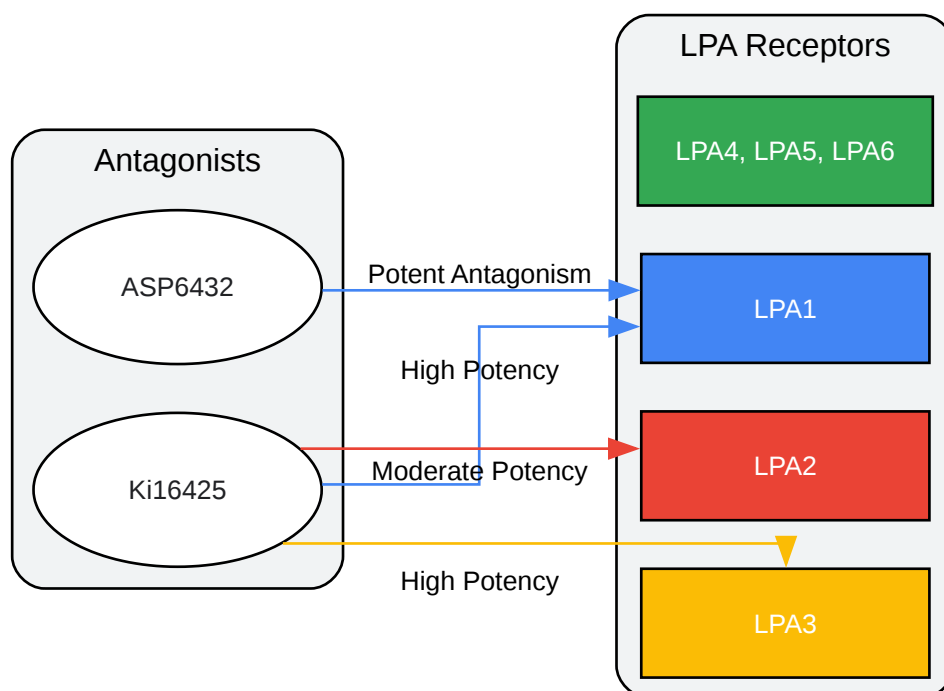 LPA Receptors
LPA4, LPA5, LPA6
Antagonists
ASP6432
Potent Antagonism
LPA1
High Potency
Ki16425
Moderate Potency
LPA2
High Potency
LPA3